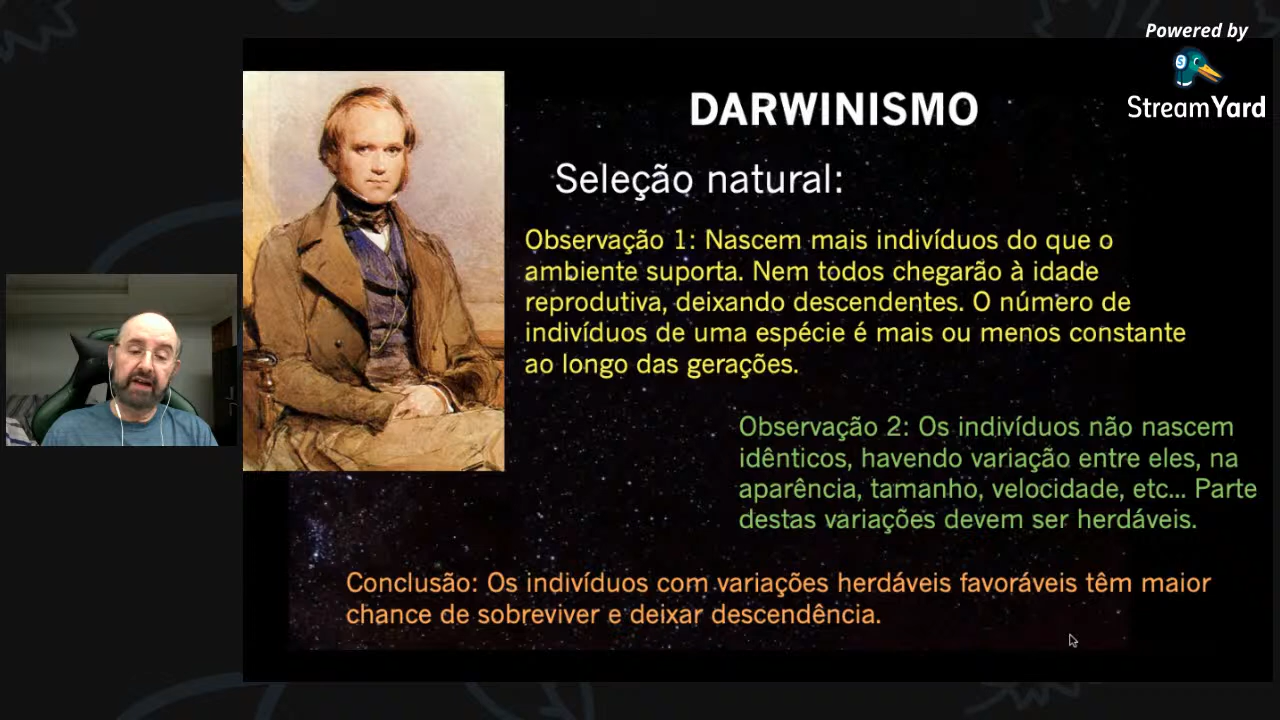 Powered by
StreamYard
DARWINISMO
Seleção natural:
Observação 1: Nascem mais indivíduos do que o
ambiente suporta. Nem todos chegarão à idade
reprodutiva, deixando descendentes. O número de
indivíduos de uma espécie é mais ou menos constante
ao longo das gerações.
Observação 2: Os indivíduos não nascem
idênticos, havendo variação entre eles, na
aparência, tamanho, velocidade, etc... Parte
destas variações devem ser herdáveis.
Conclusão: Os indivíduos com variações herdáveis favoráveis têm maior
chance de sobreviver e deixar descendência.